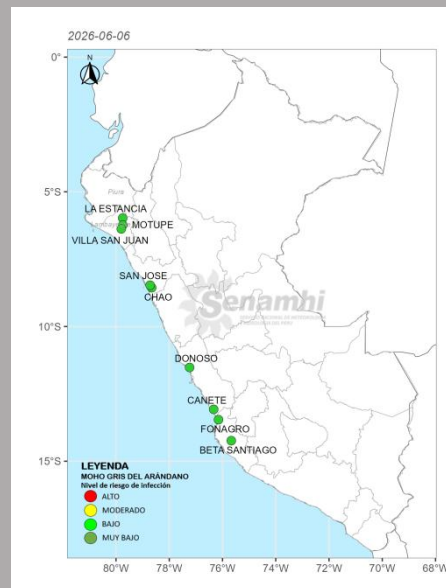 2026-06-06
N
0°
5°S
Piura
LA ESTANCIA
MOTUPE
VILLA SAN JUAN
SAN JOSE
CHAO
Senamhi
10°S
DONOSO
CANETE
FONAGRO
BETA SANTIAGO
15°S
LEYENDA
MOHO GRIS DEL ARÁNDANO
Nivel de riesgo de infección
ALTO
MODERADO
BAJO
MUY BAJO
80°W
78°W
76°W
74°W
72°W
70°W
68°W